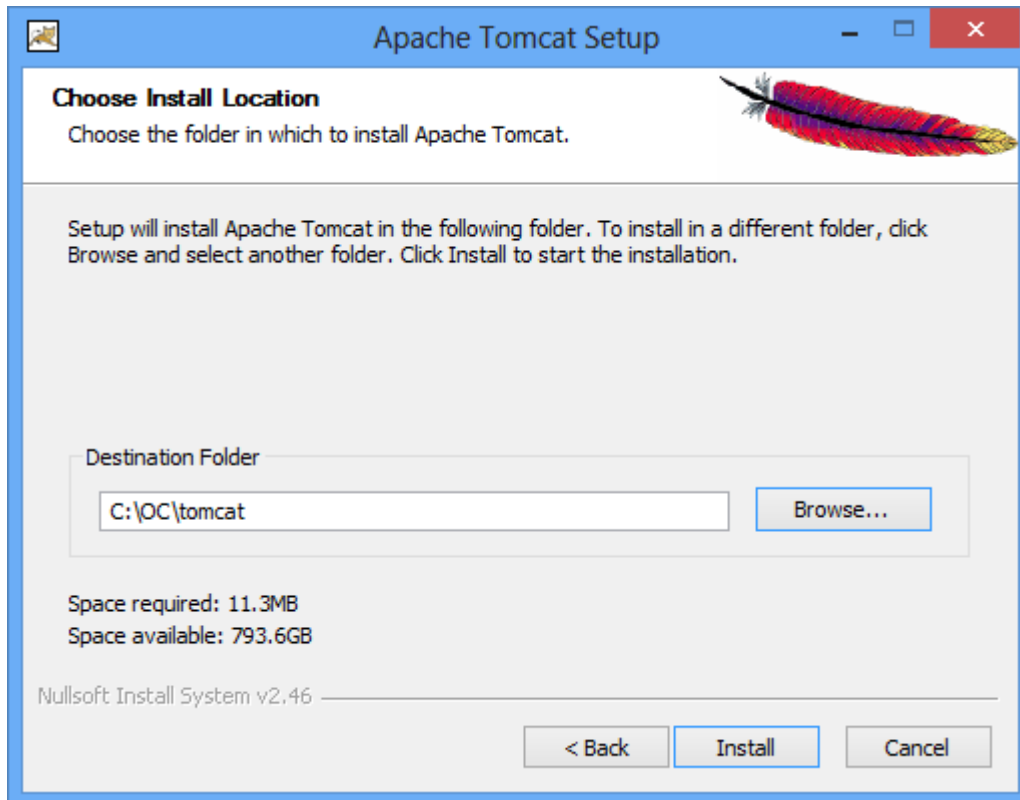 Apache Tomcat Setup
Choose Install Location
Choose the folder in which to install Apache Tomcat.
Setup will install Apache Tomcat in the following folder. To install in a different folder, click
Browse and select another folder. Click Install to start the installation.
Destination Folder
C:\OC\tomcat
Browse...
Space required: 11.3MB
Space available: 793.6GB
Nullsoft Install System v2.46
< Back
Install
Cancel